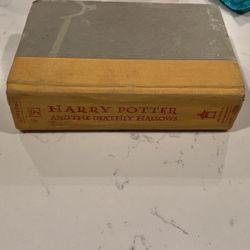 HARRY POTTER
AND THE DEATHLY HALLOWS